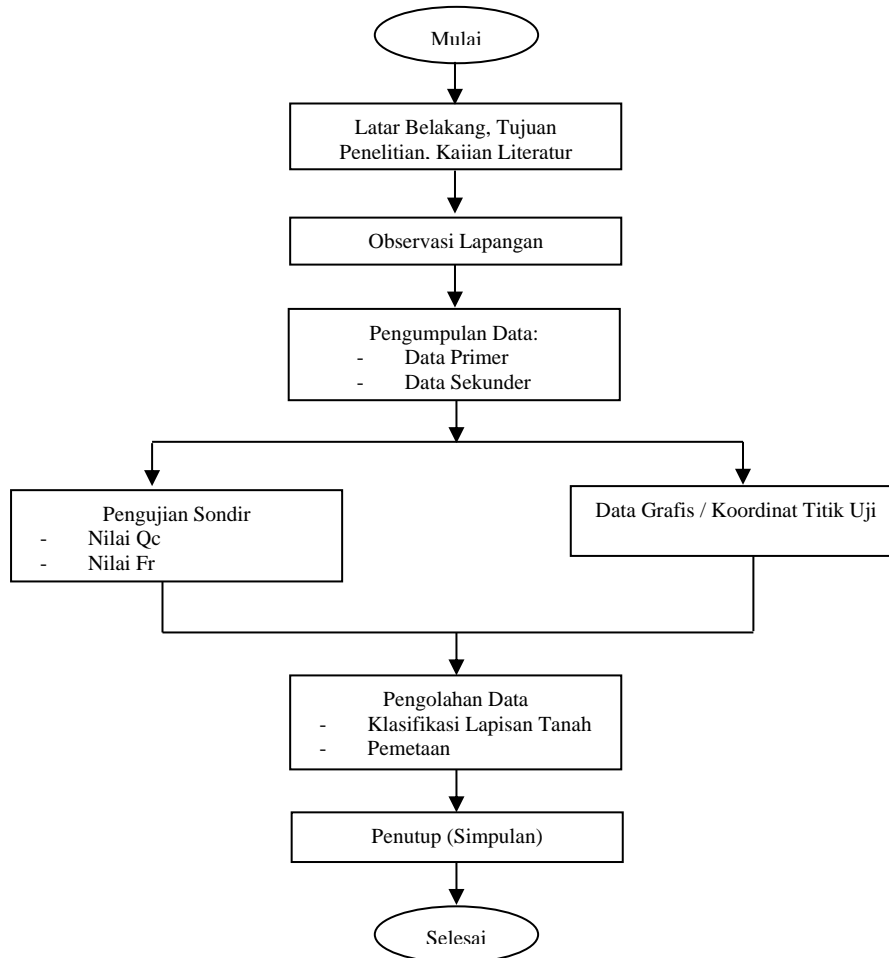 Mulai
Latar Belakang, Tujuan
Penelitian. Kajian Literatur
Observasi Lapangan
Pengumpulan Data:
- Data Primer
- Data Sekunder
Pengujian Sondir
- Nilai Qc
- Nilai Fr
Data Grafis / Koordinat Titik Uji
Pengolahan Data
- Klasifikasi Lapisan Tanah
- Pemetaan
Penutup (Simpulan)
Selesai